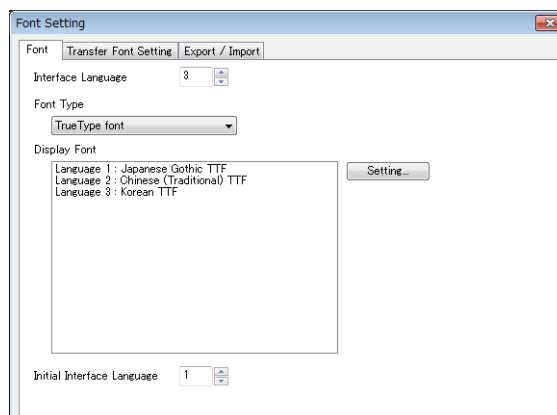 Font Setting
Font
Transfer Font Setting
Export / Import
Interface Language
3
Font Type
TrueType font
Display Font
Language 1 : Japanese Gothic TTF
Language 2 : Chinese (Traditional) TTF
Language 3 : Korean TTF
Setting...
Initial Interface Language
1